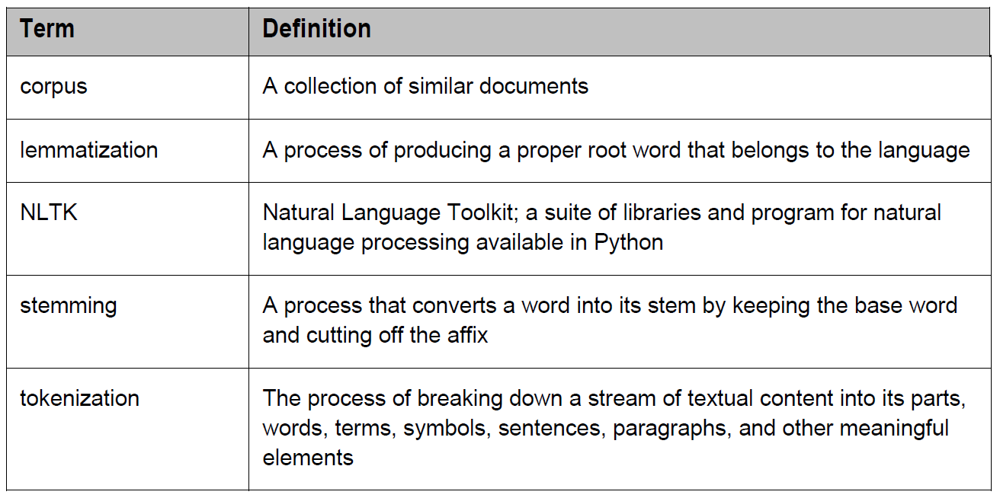 Term Definition
corpus A collection of similar documents
lemmatization A process of producing a proper root word that belongs to the language
NLTK Natural Language Toolkit; a suite of libraries and program for natural
language processing available in Python
stemming A process that converts a word into its stem by keeping the base word
and cutting off the affix
tokenization The process of breaking down a stream of textual content into its parts,
words, terms, symbols, sentences, paragraphs, and other meaningful
elements